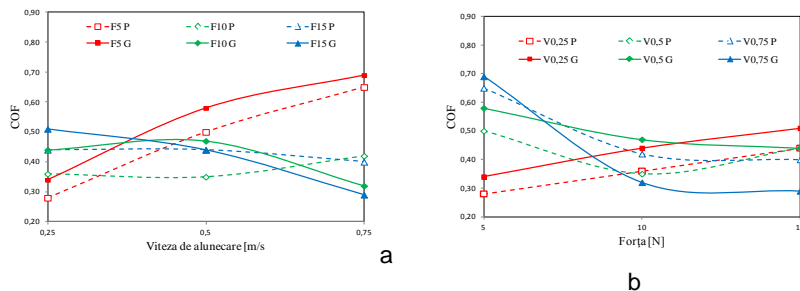 0,90
0,80
0,70
0,60
0,50
0,40
0,30
0,20
COF
F5 P F10 P F15 P
F5 G F10 G F15 G
0,25 0,5 0,75
Viteza de alunecare [m/s
a
0,90
0,80
0,70
0,60
0,50
0,40
0,30
0,20
COF
V0,25 P V0,5 P V0,75 P
V0,25 G V0,5 G V0,75 G
5 10 1
Forța [N]
b